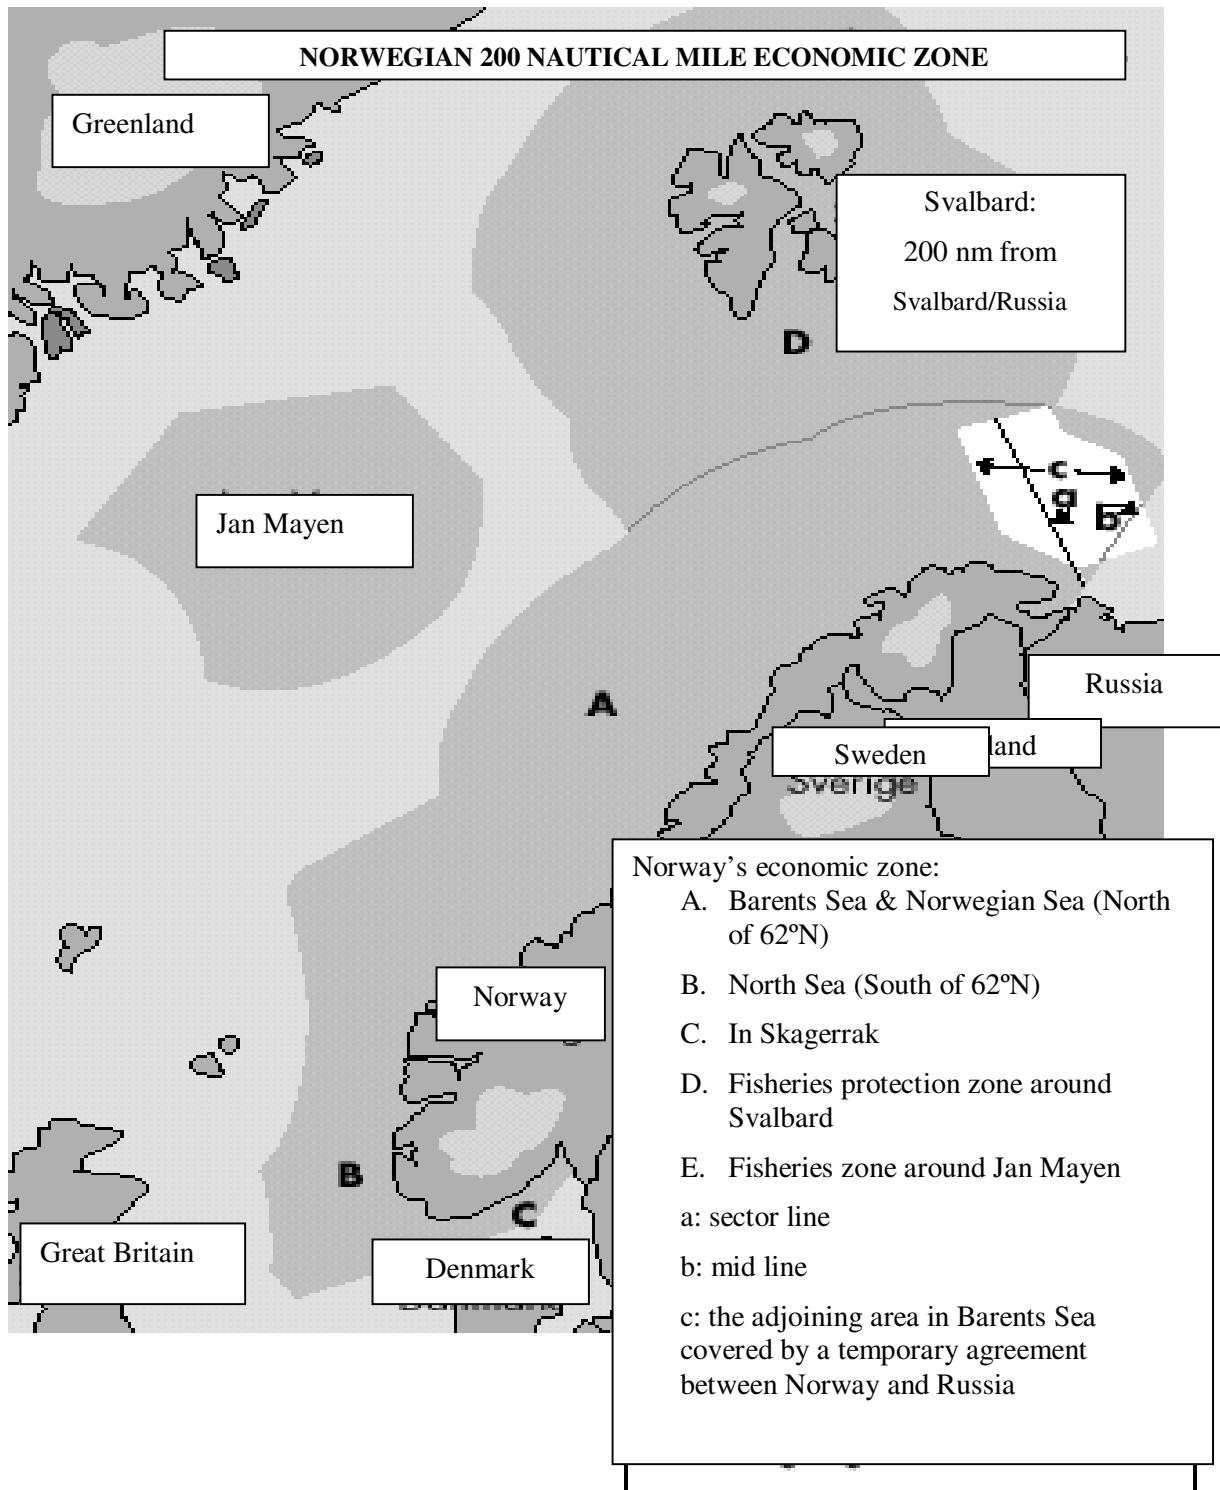 NORWEGIAN 200 NAUTICAL MILE ECONOMIC ZONE
Greenland
Svalbard:
200 nm from
Svalbard/Russia
D
c
a
b
Jan Mayen
A
Russia
land
Sweden
Sverige
Norway's economic zone:
A. Barents Sea & Norwegian Sea (North
of 62ºN)
B. North Sea (South of 62ºN)
C. In Skagerrak
D. Fisheries protection zone around
Svalbard
E. Fisheries zone around Jan Mayen
a: sector line
b: mid line
c: the adjoining area in Barents Sea
covered by a temporary agreement
between Norway and Russia
Norway
B
C
Great Britain
Denmark